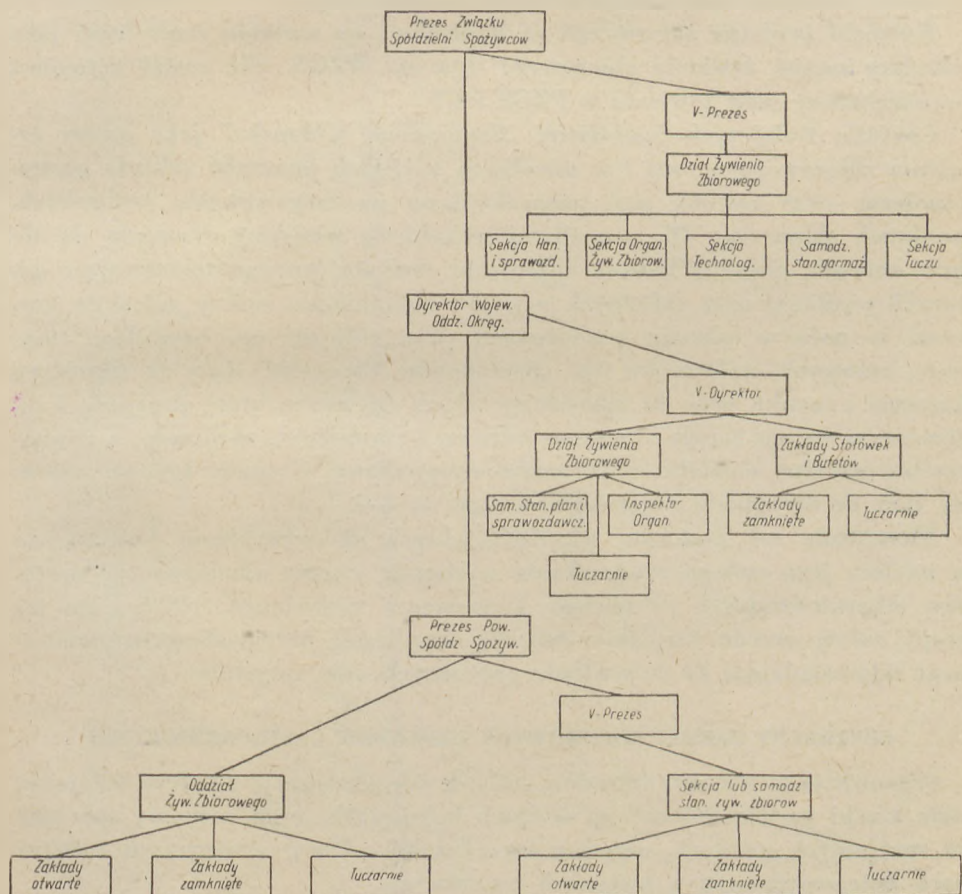 Prezes Związku
Spółdzielni Spożywców
V- Prezes
Dział Żywienia
Zbiorowego
Sekcja Han.
i sprawozd.
Sekcja Organ.
Żyw. Zbiorow.
Sekcja
Technolog.
Samodz.
stan. garmaż.
Sekcja
Tuczu
Dyrektor Wojew.
Oddz. Okręg.
V-Dyrektor
Dział Żywienia
Zbiorowego
Zakłady Stołówek
i Bufetów
Sam. Stan. plan. i
sprawozdawcz.
Inspektor
Organ.
Zakłady
zamknięte
Tuczarnie
Tuczarnie
Prezes Pow.
Spółdz Spożyw.
V-Prezes
Oddział
Żyw. Zbiorowego
Sekcja lub samodz
stan. żyw. zbiorow
Zakłady
otwarte
Zakłady
zamknięte
Tuczarnie
Zakłady
otwarte
Zakłady
zamknięte
Tuczarnie